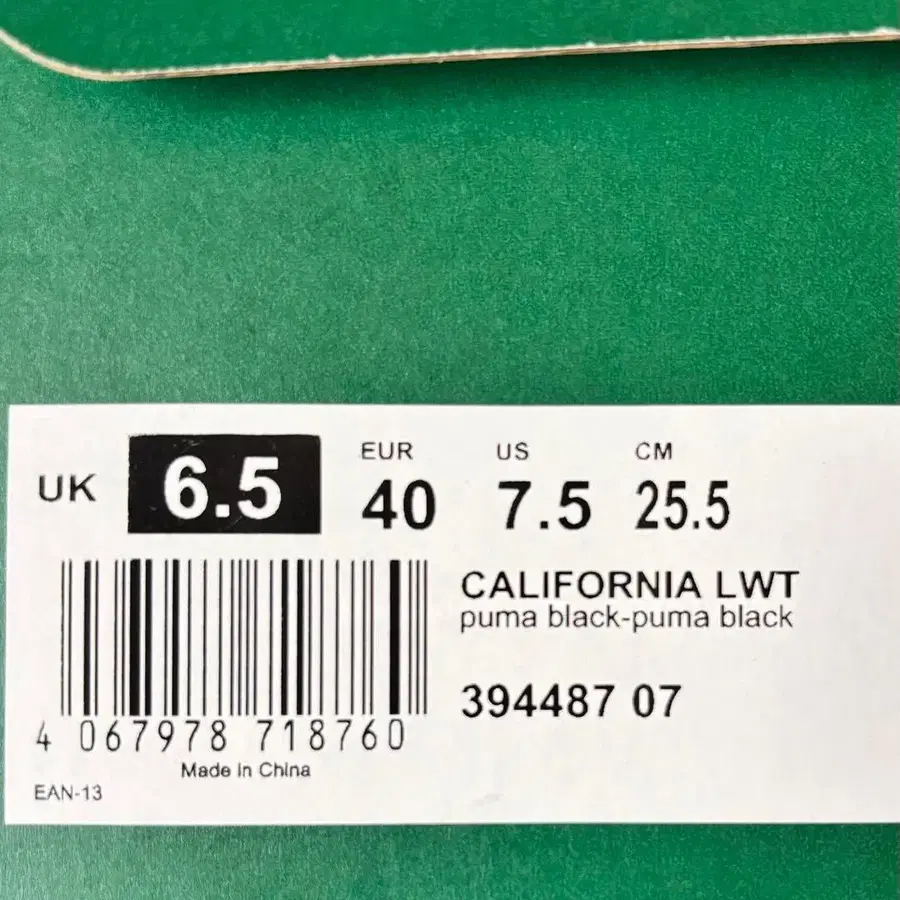 UK 6.5
EUR 40
US 7.5
CM 25.5
CALIFORNIA LWT
puma black-puma black
394487 07
4 067978 718760
Made in China
EAN-13